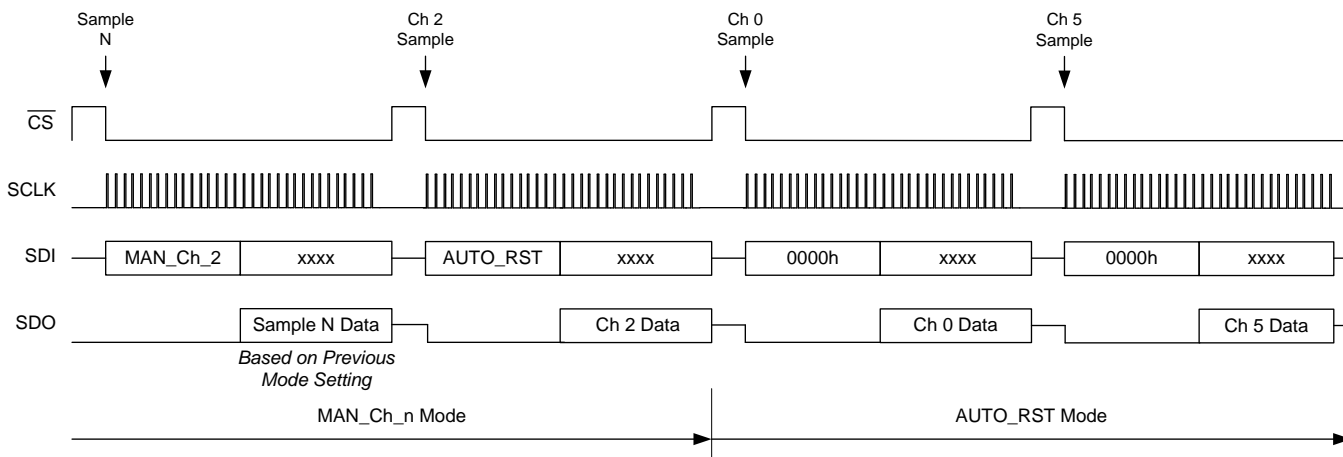 Sample
N
Ch 2
Sample
Ch 0
Sample
Ch 5
Sample
CS
SCLK
SDI
MAN_Ch_2
xxxx
AUTO_RST
xxxx
0000h
xxxx
0000h
xxxx
SDO
Sample N Data
Ch 2 Data
Ch 0 Data
Ch 5 Data
Based on Previous
Mode Setting
MAN_Ch_n Mode
AUTO_RST Mode